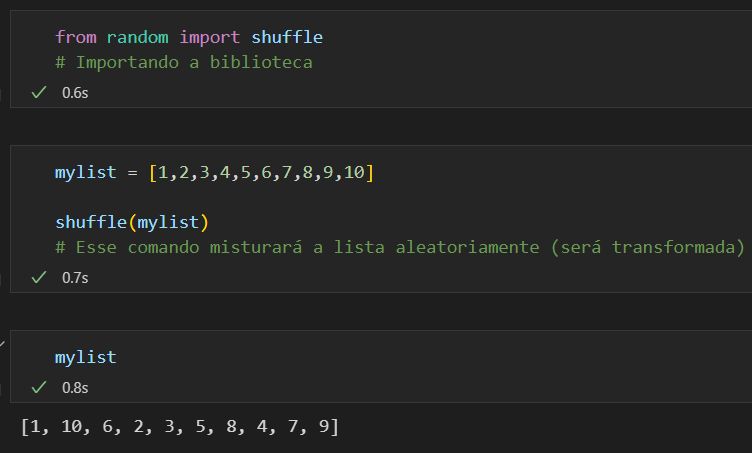 from random import shuffle
# Importando a biblioteca
0.6s
mylist = [1,2,3,4,5,6,7,8,9,10]
shuffle(mylist)
# Esse comando misturará a lista aleatoriamente (será transformada)
0.7s
mylist
0.8s
[1, 10, 6, 2, 3, 5, 8, 4, 7, 9]